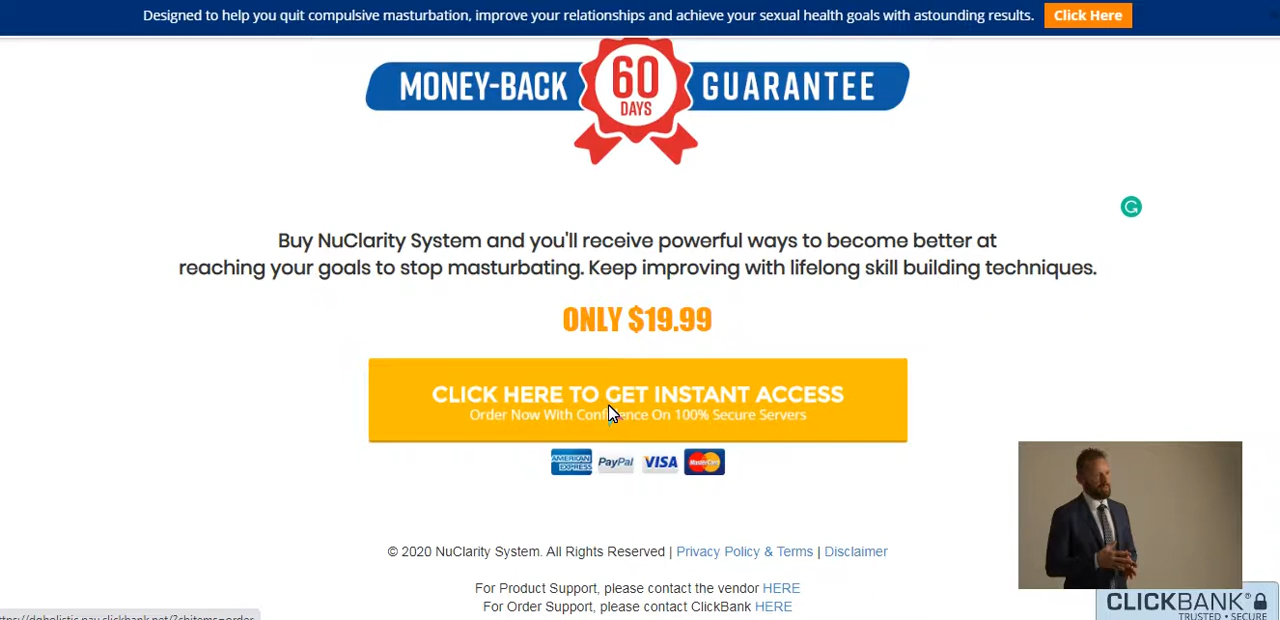 Designed to help you quit compulsive masturbation, improve your relationships and achieve your sexual health goals with astounding results. Click Here
MONEY-BACK 60 DAYS GUARANTEE
Buy NuClarity System and you'll receive powerful ways to become better at
reaching your goals to stop masturbating. Keep improving with lifelong skill building techniques.
ONLY $19.99
CLICK HERE TO GET INSTANT ACCESS
Order Now With Confidence On 100% Secure Servers
AMERICAN EXPRESS PayPal VISA MasterCard
© 2020 NuClarity System. All Rights Reserved | Privacy Policy & Terms | Disclaimer
For Product Support, please contact the vendor HERE
For Order Support, please contact ClickBank HERE
CLICKBANK®
TRUSTED • SECURE